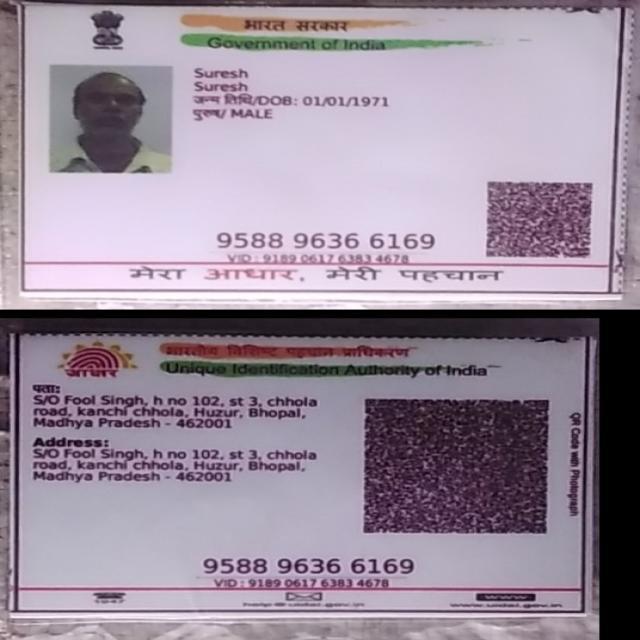 भारत सरकार
Government of India
Suresh
Suresh
जन्म तिथि/DOB: 01/01/1971
पुरुष/ MALE
9588 9636 6169
VID : 9189 0617 6383 4678
मेरा आधार, मेरी पहचान
भारतीय विशिष्ट पहचान प्राधिकरण
Unique Identification Authority of India
आधार
पता:
S/O Fool Singh, h no 102, st 3, chhola
road, kanchi chhola, Huzur, Bhopal,
Madhya Pradesh - 462001
Address:
S/O Fool Singh, h no 102, st 3, chhola
road, kanchi chhola, Huzur, Bhopal,
Madhya Pradesh - 462001
QR Code with Photograph
9588 9636 6169
VID : 9189 0617 6383 4678
1947
help@uidai.gov.in
www.uidai.gov.in